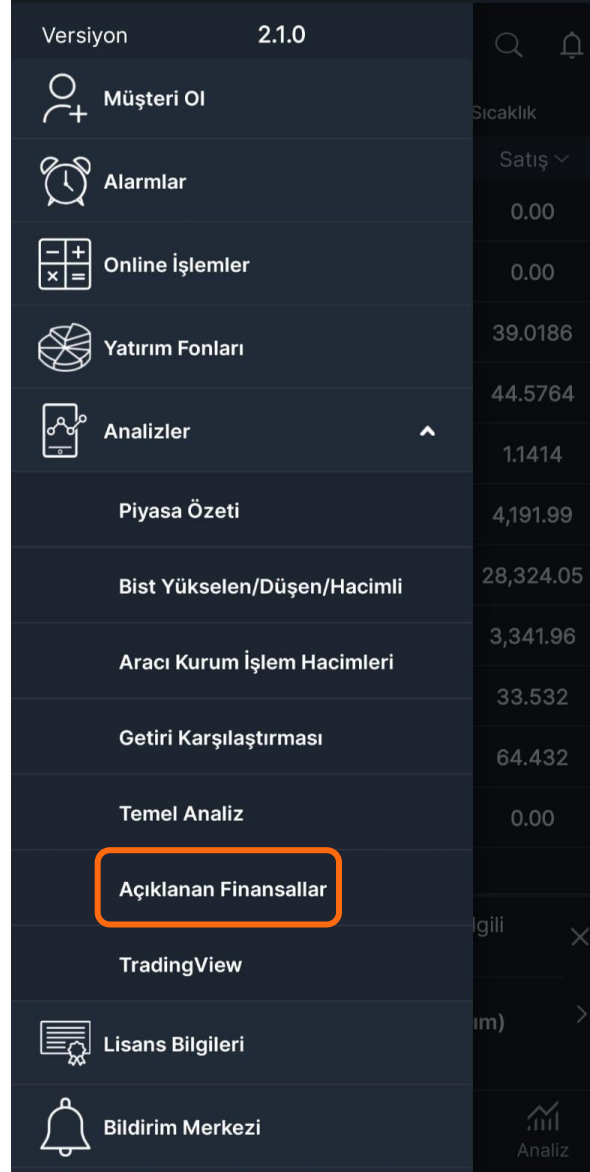 Versiyon 2.1.0
Müşteri Ol
Sıcaklık
Alarmlar
Satış
0.00
Online İşlemler
0.00
Yatırım Fonları
39.0186
44.5764
Analizler
1.1414
Piyasa Özeti
4,191.99
Bist Yükselen/Düşen/Hacimli
28,324.05
Aracı Kurum İşlem Hacimleri
3,341.96
33.532
Getiri Karşılaştırması
64.432
Temel Analiz
0.00
Açıklanan Finansallar
lgili
TradingView
ım)
Lisans Bilgileri
Bildirim Merkezi
Analiz